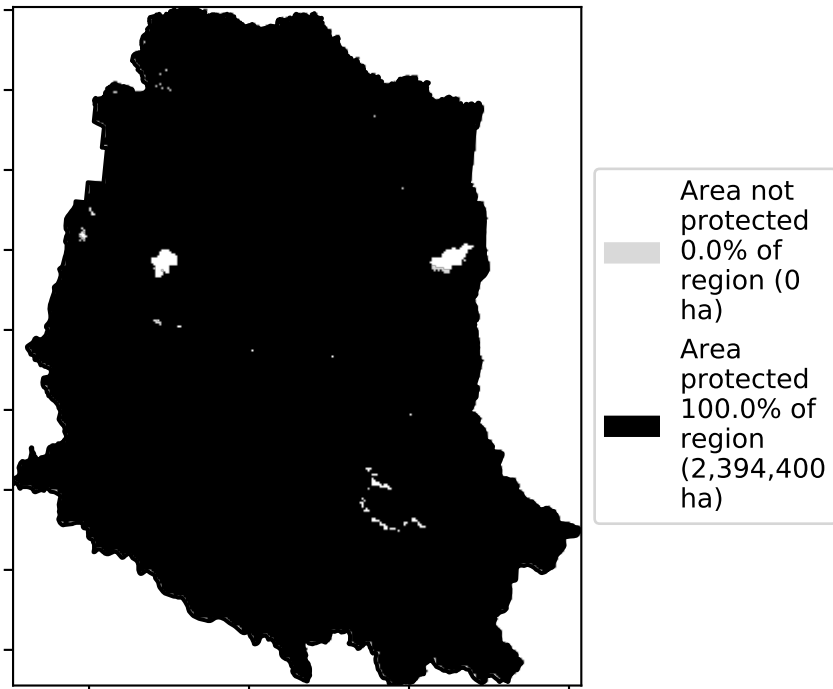 Area not
protected
0.0% of
region (0
ha)
Area
protected
100.0% of
region
(2,394,400
ha)